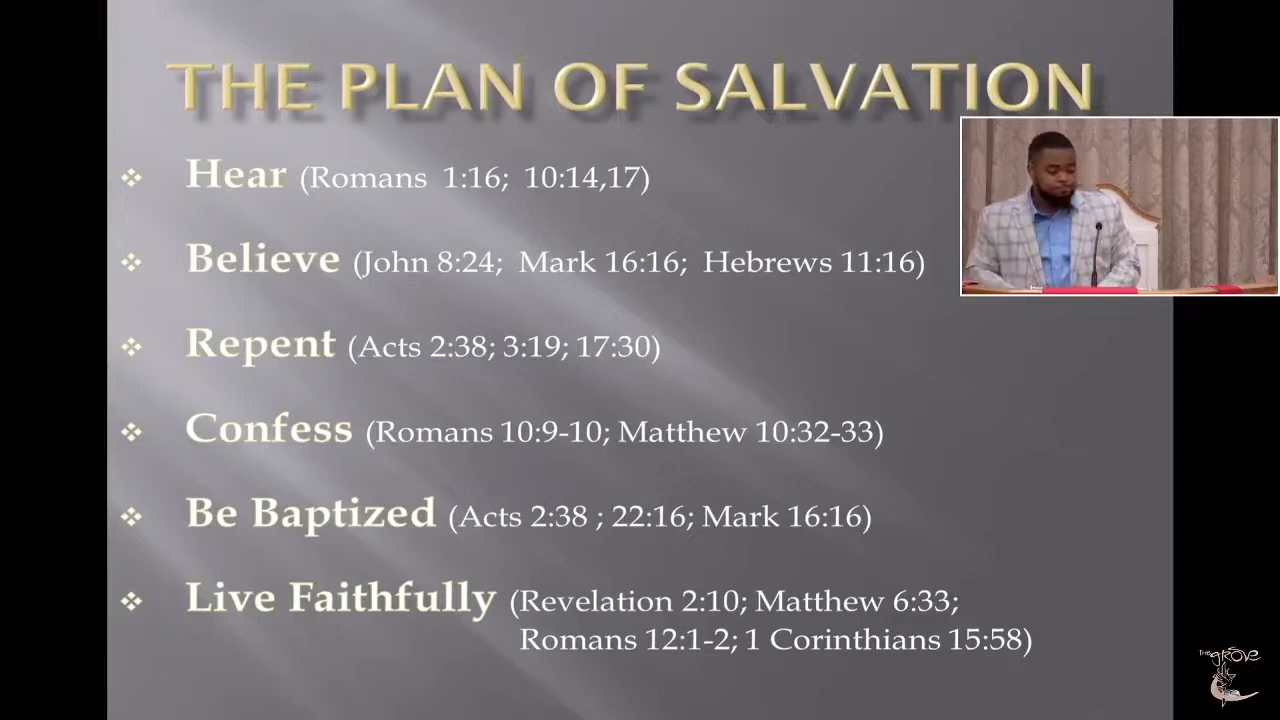 THE PLAN OF SALVATION
❖ Hear (Romans 1:16; 10:14,17)
❖ Believe (John 8:24; Mark 16:16; Hebrews 11:16)
❖ Repent (Acts 2:38; 3:19; 17:30)
❖ Confess (Romans 10:9-10; Matthew 10:32-33)
❖ Be Baptized (Acts 2:38 ; 22:16; Mark 16:16)
❖ Live Faithfully (Revelation 2:10; Matthew 6:33;
Romans 12:1-2; 1 Corinthians 15:58)
The grove